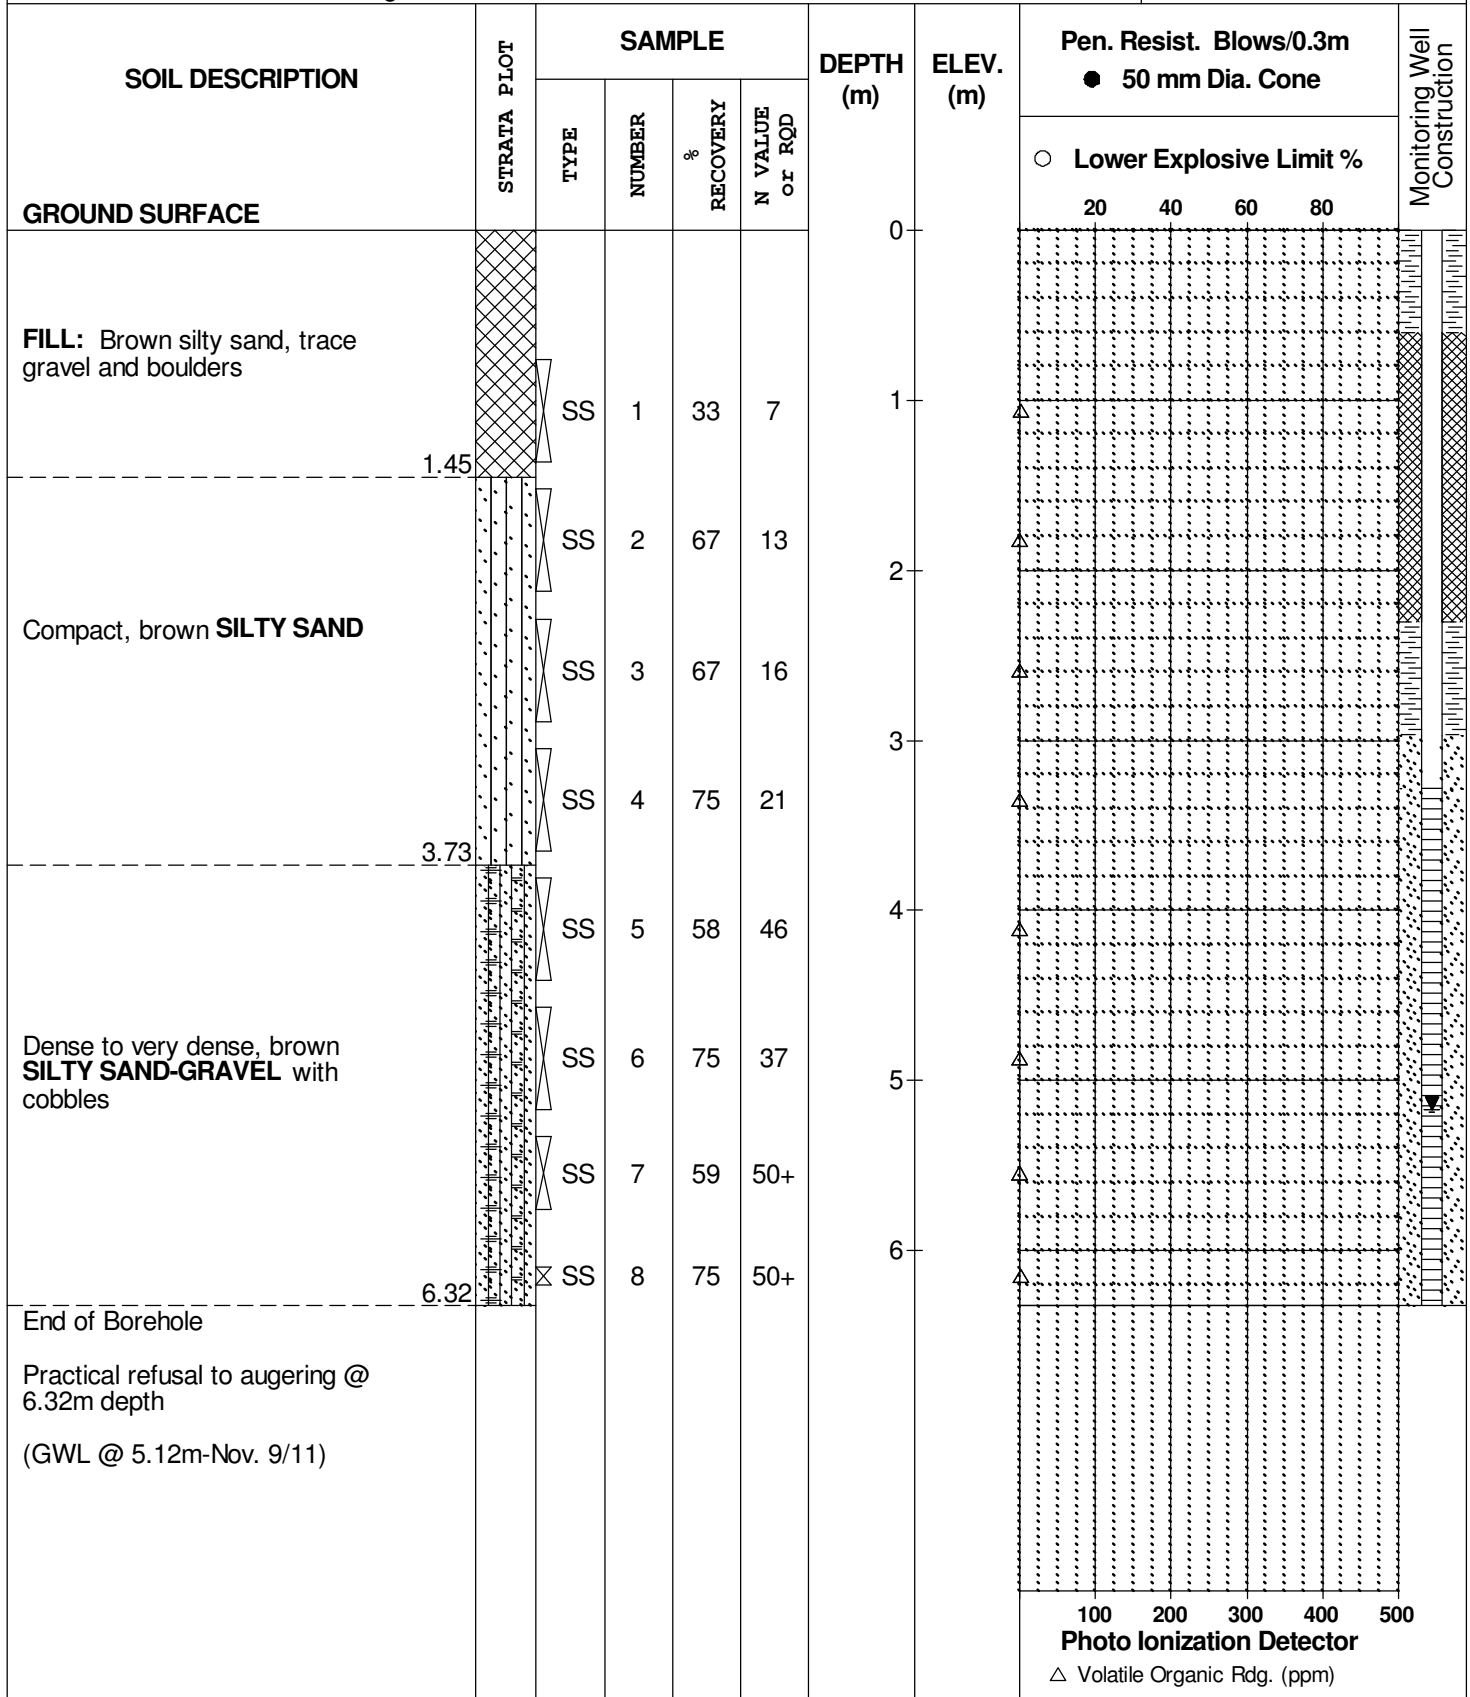 SOIL DESCRIPTION
GROUND SURFACE
STRATA PLOT
SAMPLE
TYPE
NUMBER
%
RECOVERY
N VALUE
or RQD
DEPTH
(m)
ELEV.
(m)
Pen. Resist. Blows/0.3m
● 50 mm Dia. Cone
○ Lower Explosive Limit %
20 40 60 80
Monitoring Well
Construction
0
FILL: Brown silty sand, trace
gravel and boulders
SS 1 33 7
1
1.45
SS 2 67 13
2
Compact, brown SILTY SAND
SS 3 67 16
3
SS 4 75 21
3.73
4
SS 5 58 46
Dense to very dense, brown
SILTY SAND-GRAVEL with
cobbles
SS 6 75 37
5
SS 7 59 50+
6
SS 8 75 50+
6.32
End of Borehole
Practical refusal to augering @
6.32m depth
(GWL @ 5.12m-Nov. 9/11)
100 200 300 400 500
Photo Ionization Detector
△ Volatile Organic Rdg. (ppm)